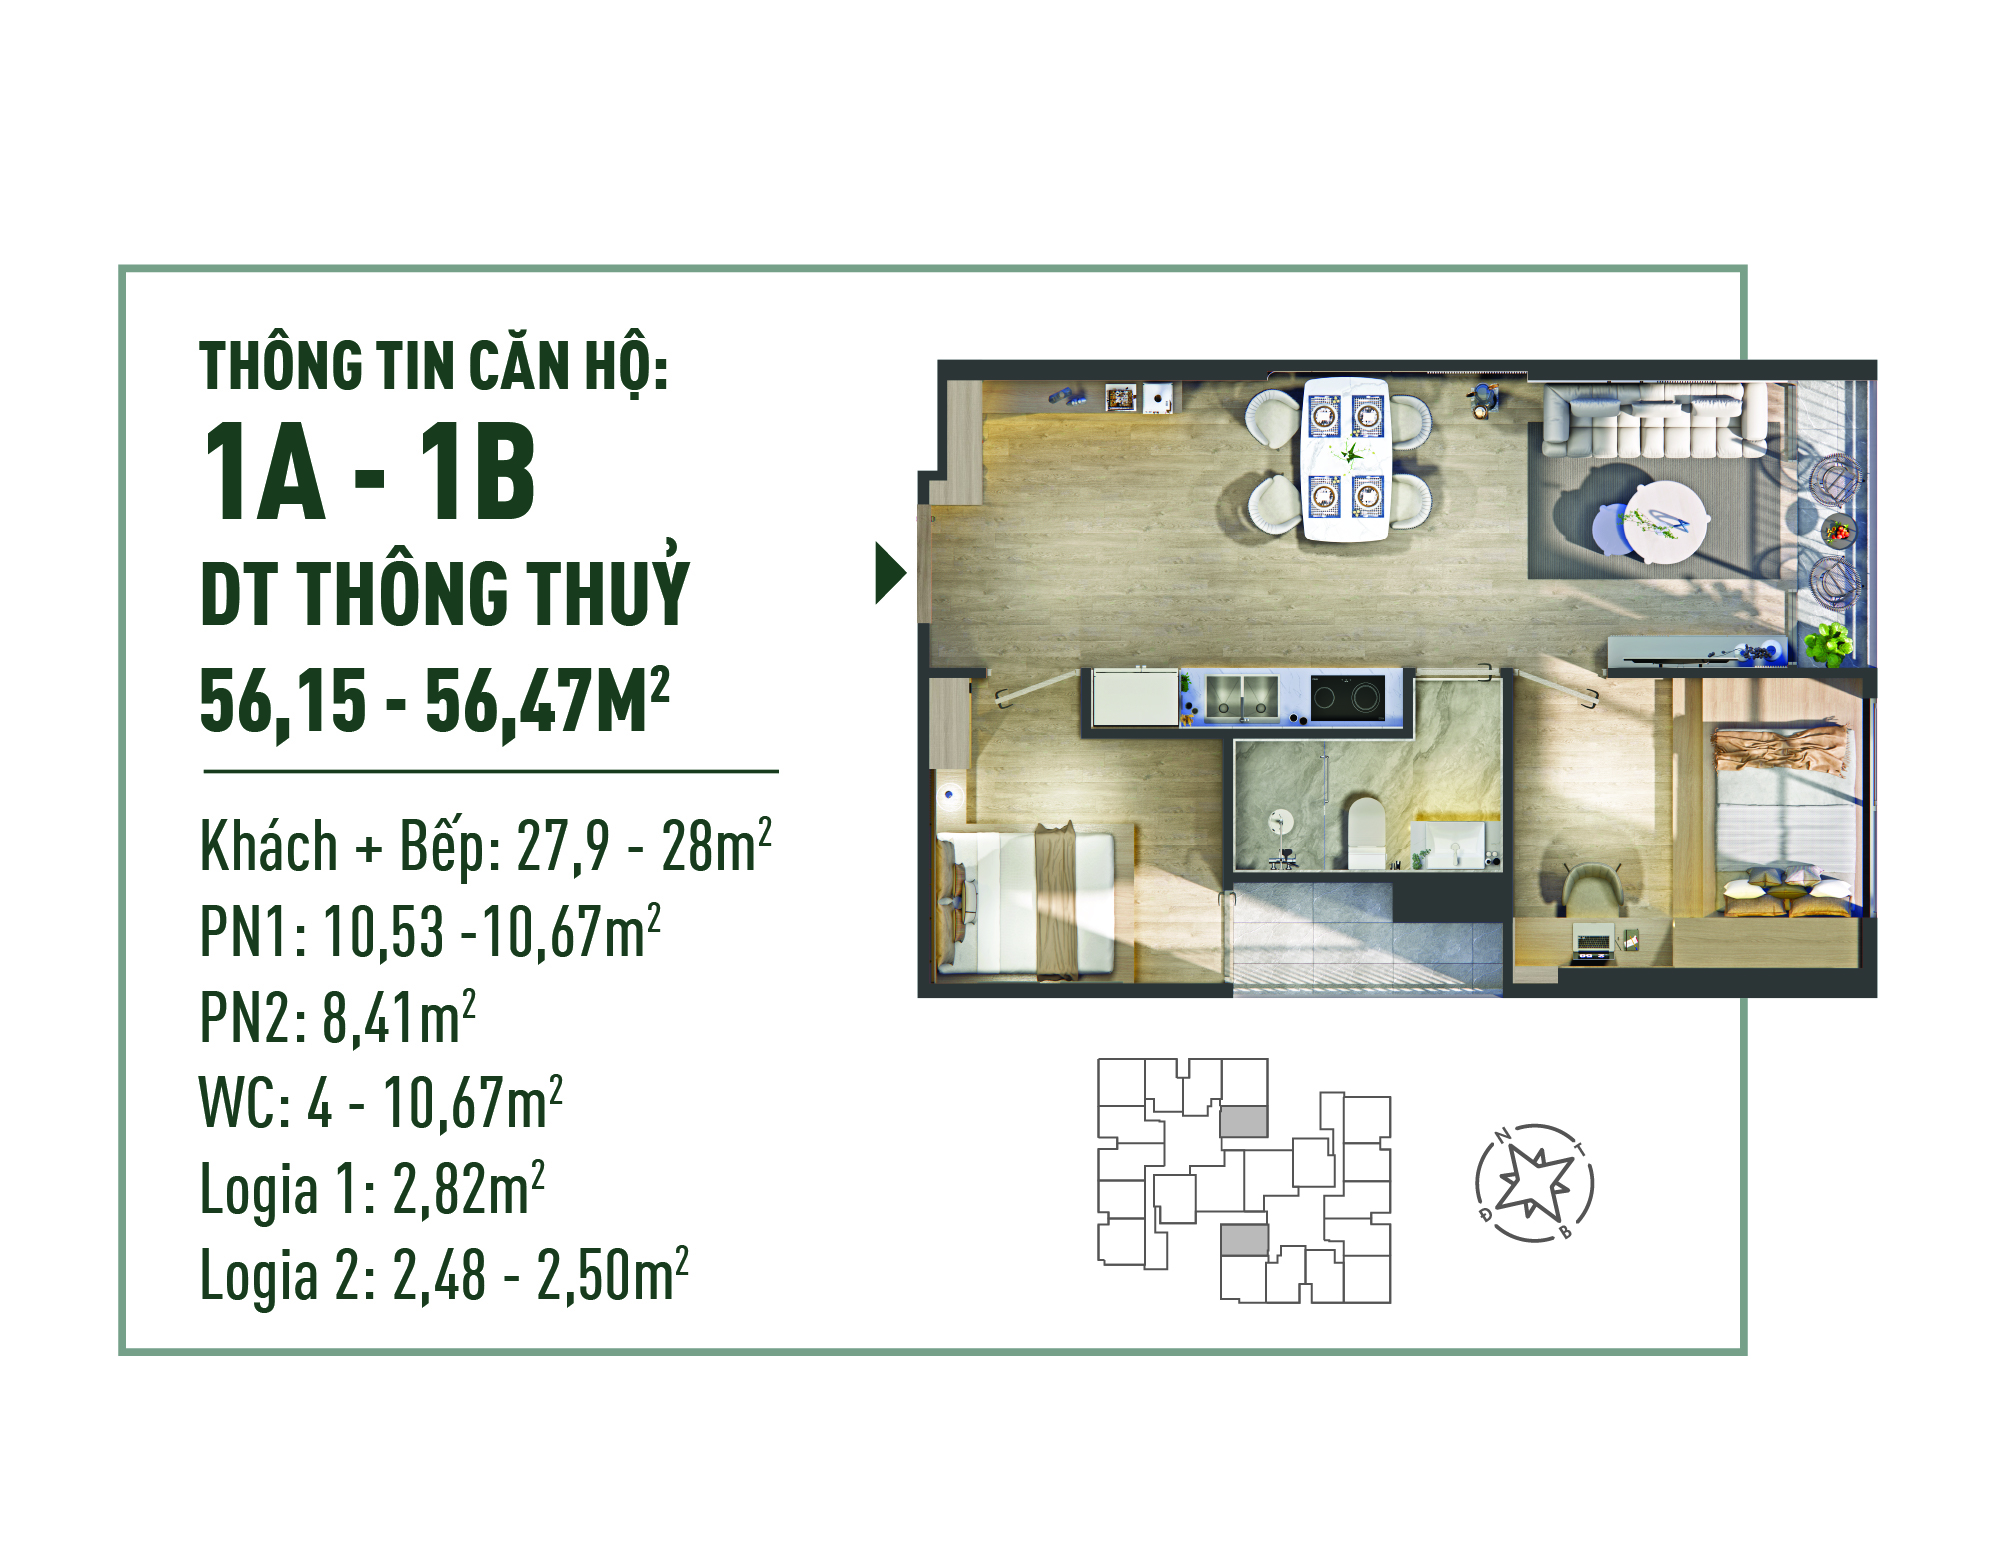 THÔNG TIN CĂN HỘ:
1A - 1B
DT THÔNG THUỶ
56,15 - 56,47M²
Khách + Bếp: 27,9 - 28m²
PN1: 10,53 -10,67m²
PN2: 8,41m²
WC: 4 - 10,67m²
Logia 1: 2,82m²
Logia 2: 2,48 - 2,50m²
N
T
Đ
B